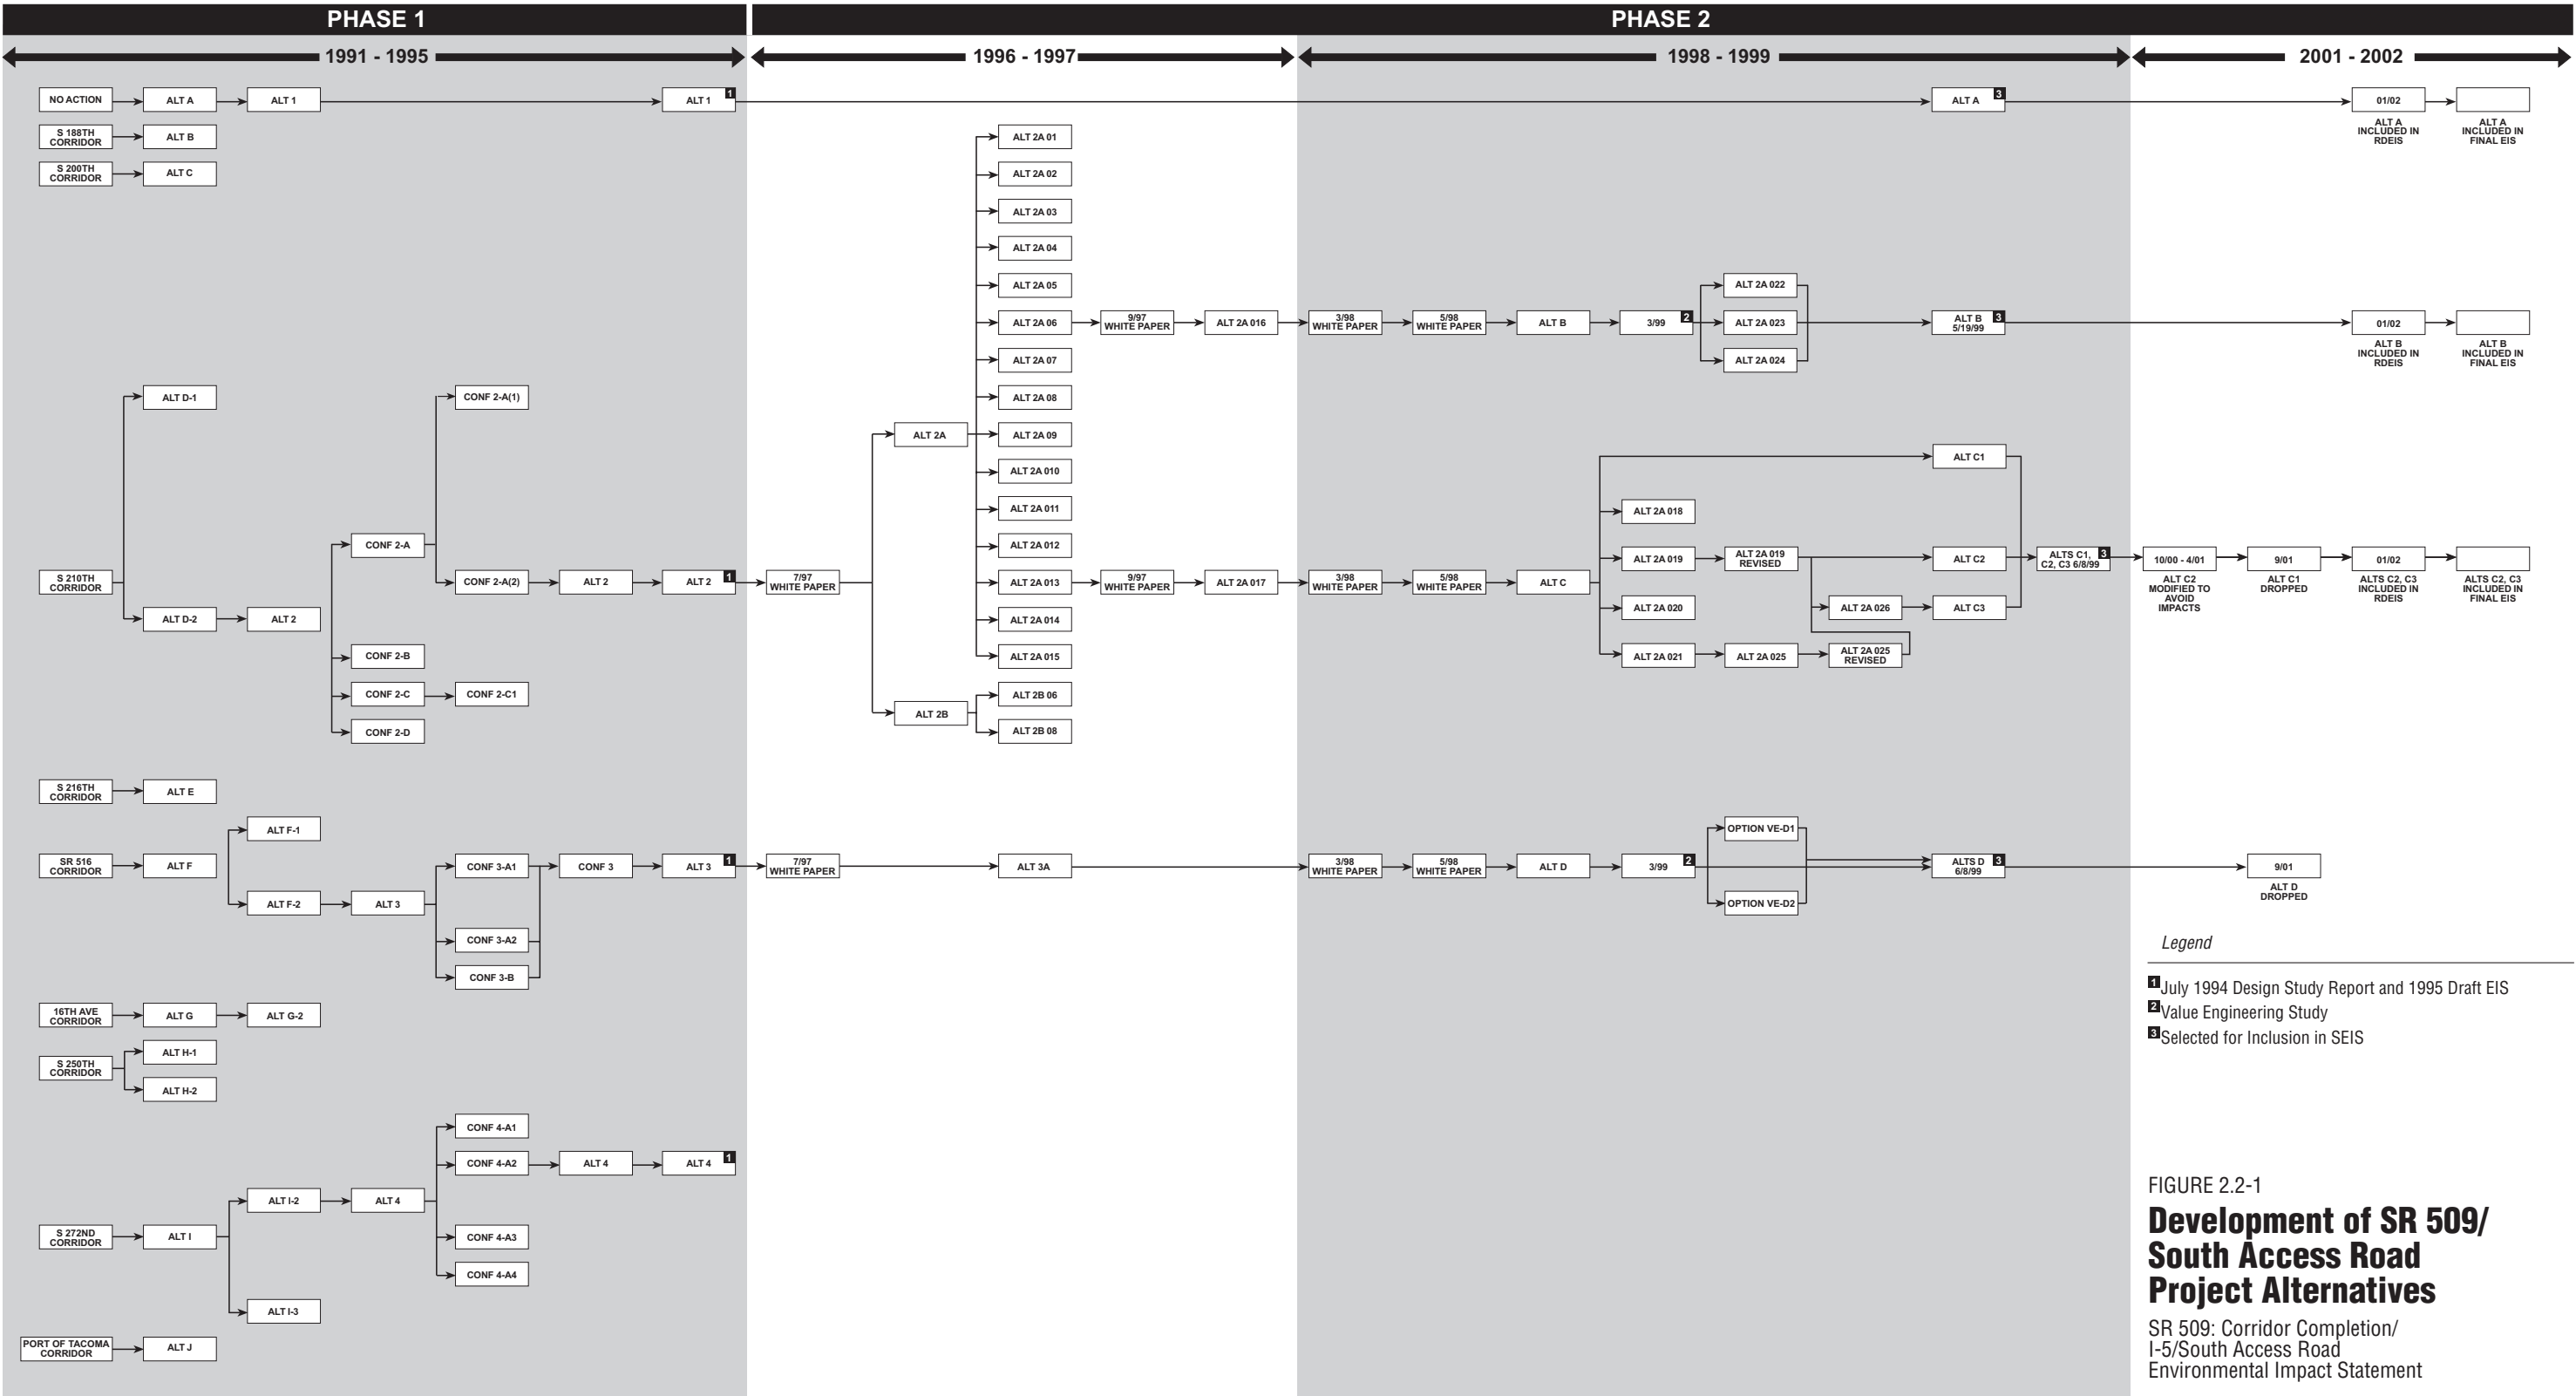 PHASE 1
PHASE 2
1991 - 1995
1996 - 1997
1998 - 1999
2001 - 2002
NO ACTION
ALT A
ALT 1
ALT 1
1
ALT A
3
01/02
ALT A
INCLUDED IN
RDEIS
ALT A
INCLUDED IN
FINAL EIS
S 188TH
CORRIDOR
ALT B
S 200TH
CORRIDOR
ALT C
S 210TH
CORRIDOR
ALT D-1
ALT D-2
ALT 2
CONF 2-A
CONF 2-B
CONF 2-C
CONF 2-D
CONF 2-A(1)
CONF 2-A(2)
CONF 2-C1
ALT 2
ALT 2
1
7/97
WHITE PAPER
ALT 2A
ALT 2B
ALT 2A 01
ALT 2A 02
ALT 2A 03
ALT 2A 04
ALT 2A 05
ALT 2A 06
ALT 2A 07
ALT 2A 08
ALT 2A 09
ALT 2A 010
ALT 2A 011
ALT 2A 012
ALT 2A 013
ALT 2A 014
ALT 2A 015
ALT 2B 06
ALT 2B 08
9/97
WHITE PAPER
ALT 2A 016
3/98
WHITE PAPER
5/98
WHITE PAPER
ALT B
3/99
2
ALT 2A 022
ALT 2A 023
ALT 2A 024
ALT B
5/19/99
3
01/02
ALT B
INCLUDED IN
RDEIS
ALT B
INCLUDED IN
FINAL EIS
9/97
WHITE PAPER
ALT 2A 017
3/98
WHITE PAPER
5/98
WHITE PAPER
ALT C
ALT 2A 018
ALT 2A 019
ALT 2A 020
ALT 2A 021
ALT 2A 019
REVISED
ALT 2A 025
ALT 2A 026
ALT 2A 025
REVISED
ALT C1
ALT C2
ALT C3
ALTS C1,
C2, C3 6/8/99
3
10/00 - 4/01
ALT C2
MODIFIED TO
AVOID
IMPACTS
9/01
ALT C1
DROPPED
01/02
ALTS C2, C3
INCLUDED IN
RDEIS
ALTS C2, C3
INCLUDED IN
FINAL EIS
S 216TH
CORRIDOR
ALT E
SR 516
CORRIDOR
ALT F
ALT F-1
ALT F-2
ALT 3
CONF 3-A1
CONF 3-A2
CONF 3-B
CONF 3
ALT 3
1
7/97
WHITE PAPER
ALT 3A
3/98
WHITE PAPER
5/98
WHITE PAPER
ALT D
3/99
2
OPTION VE-D1
OPTION VE-D2
ALTS D
6/8/99
3
9/01
ALT D
DROPPED
16TH AVE
CORRIDOR
ALT G
ALT G-2
S 250TH
CORRIDOR
ALT H-1
ALT H-2
S 272ND
CORRIDOR
ALT I
ALT I-2
ALT I-3
ALT 4
CONF 4-A1
CONF 4-A2
CONF 4-A3
CONF 4-A4
ALT 4
ALT 4
1
PORT OF TACOMA
CORRIDOR
ALT J
Legend
1 July 1994 Design Study Report and 1995 Draft EIS
2 Value Engineering Study
3 Selected for Inclusion in SEIS
FIGURE 2.2-1
Development of SR 509/
South Access Road
Project Alternatives
SR 509: Corridor Completion/
I-5/South Access Road
Environmental Impact Statement